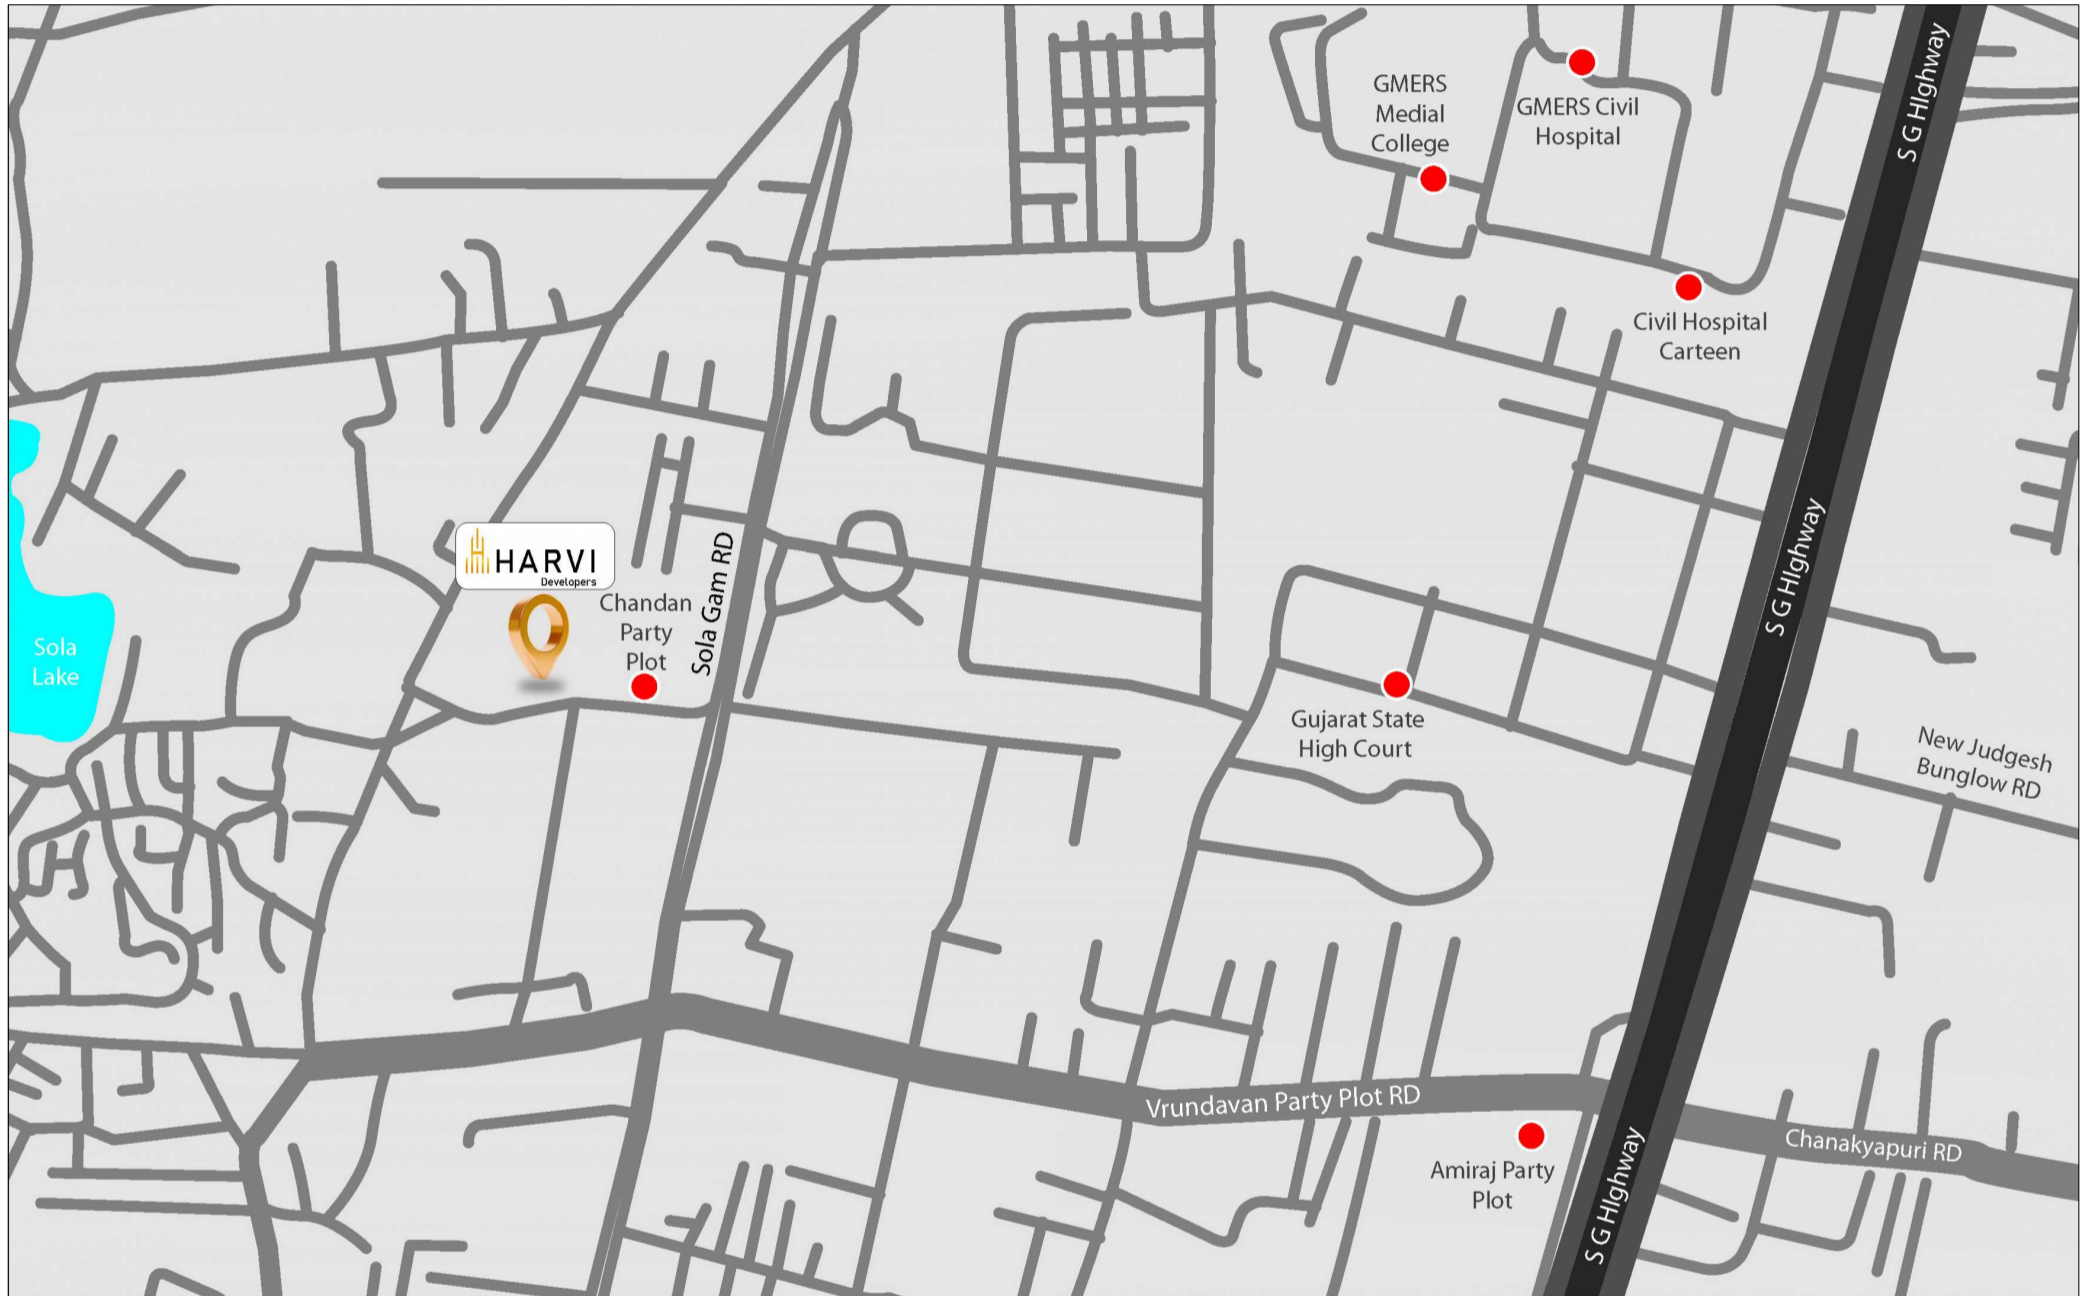 S G HIghway
GMERS
Medial
College
GMERS Civil
Hospital
Civil Hospital
Carteen
S G HIghway
HARVI
Developers
Chandan
Party
Plot
Sola Gam RD
Sola
Lake
Gujarat State
High Court
New Judgesh
Bunglow RD
Vrundavan Party Plot RD
Chanakyapuri RD
Amiraj Party
Plot
S G HIghway